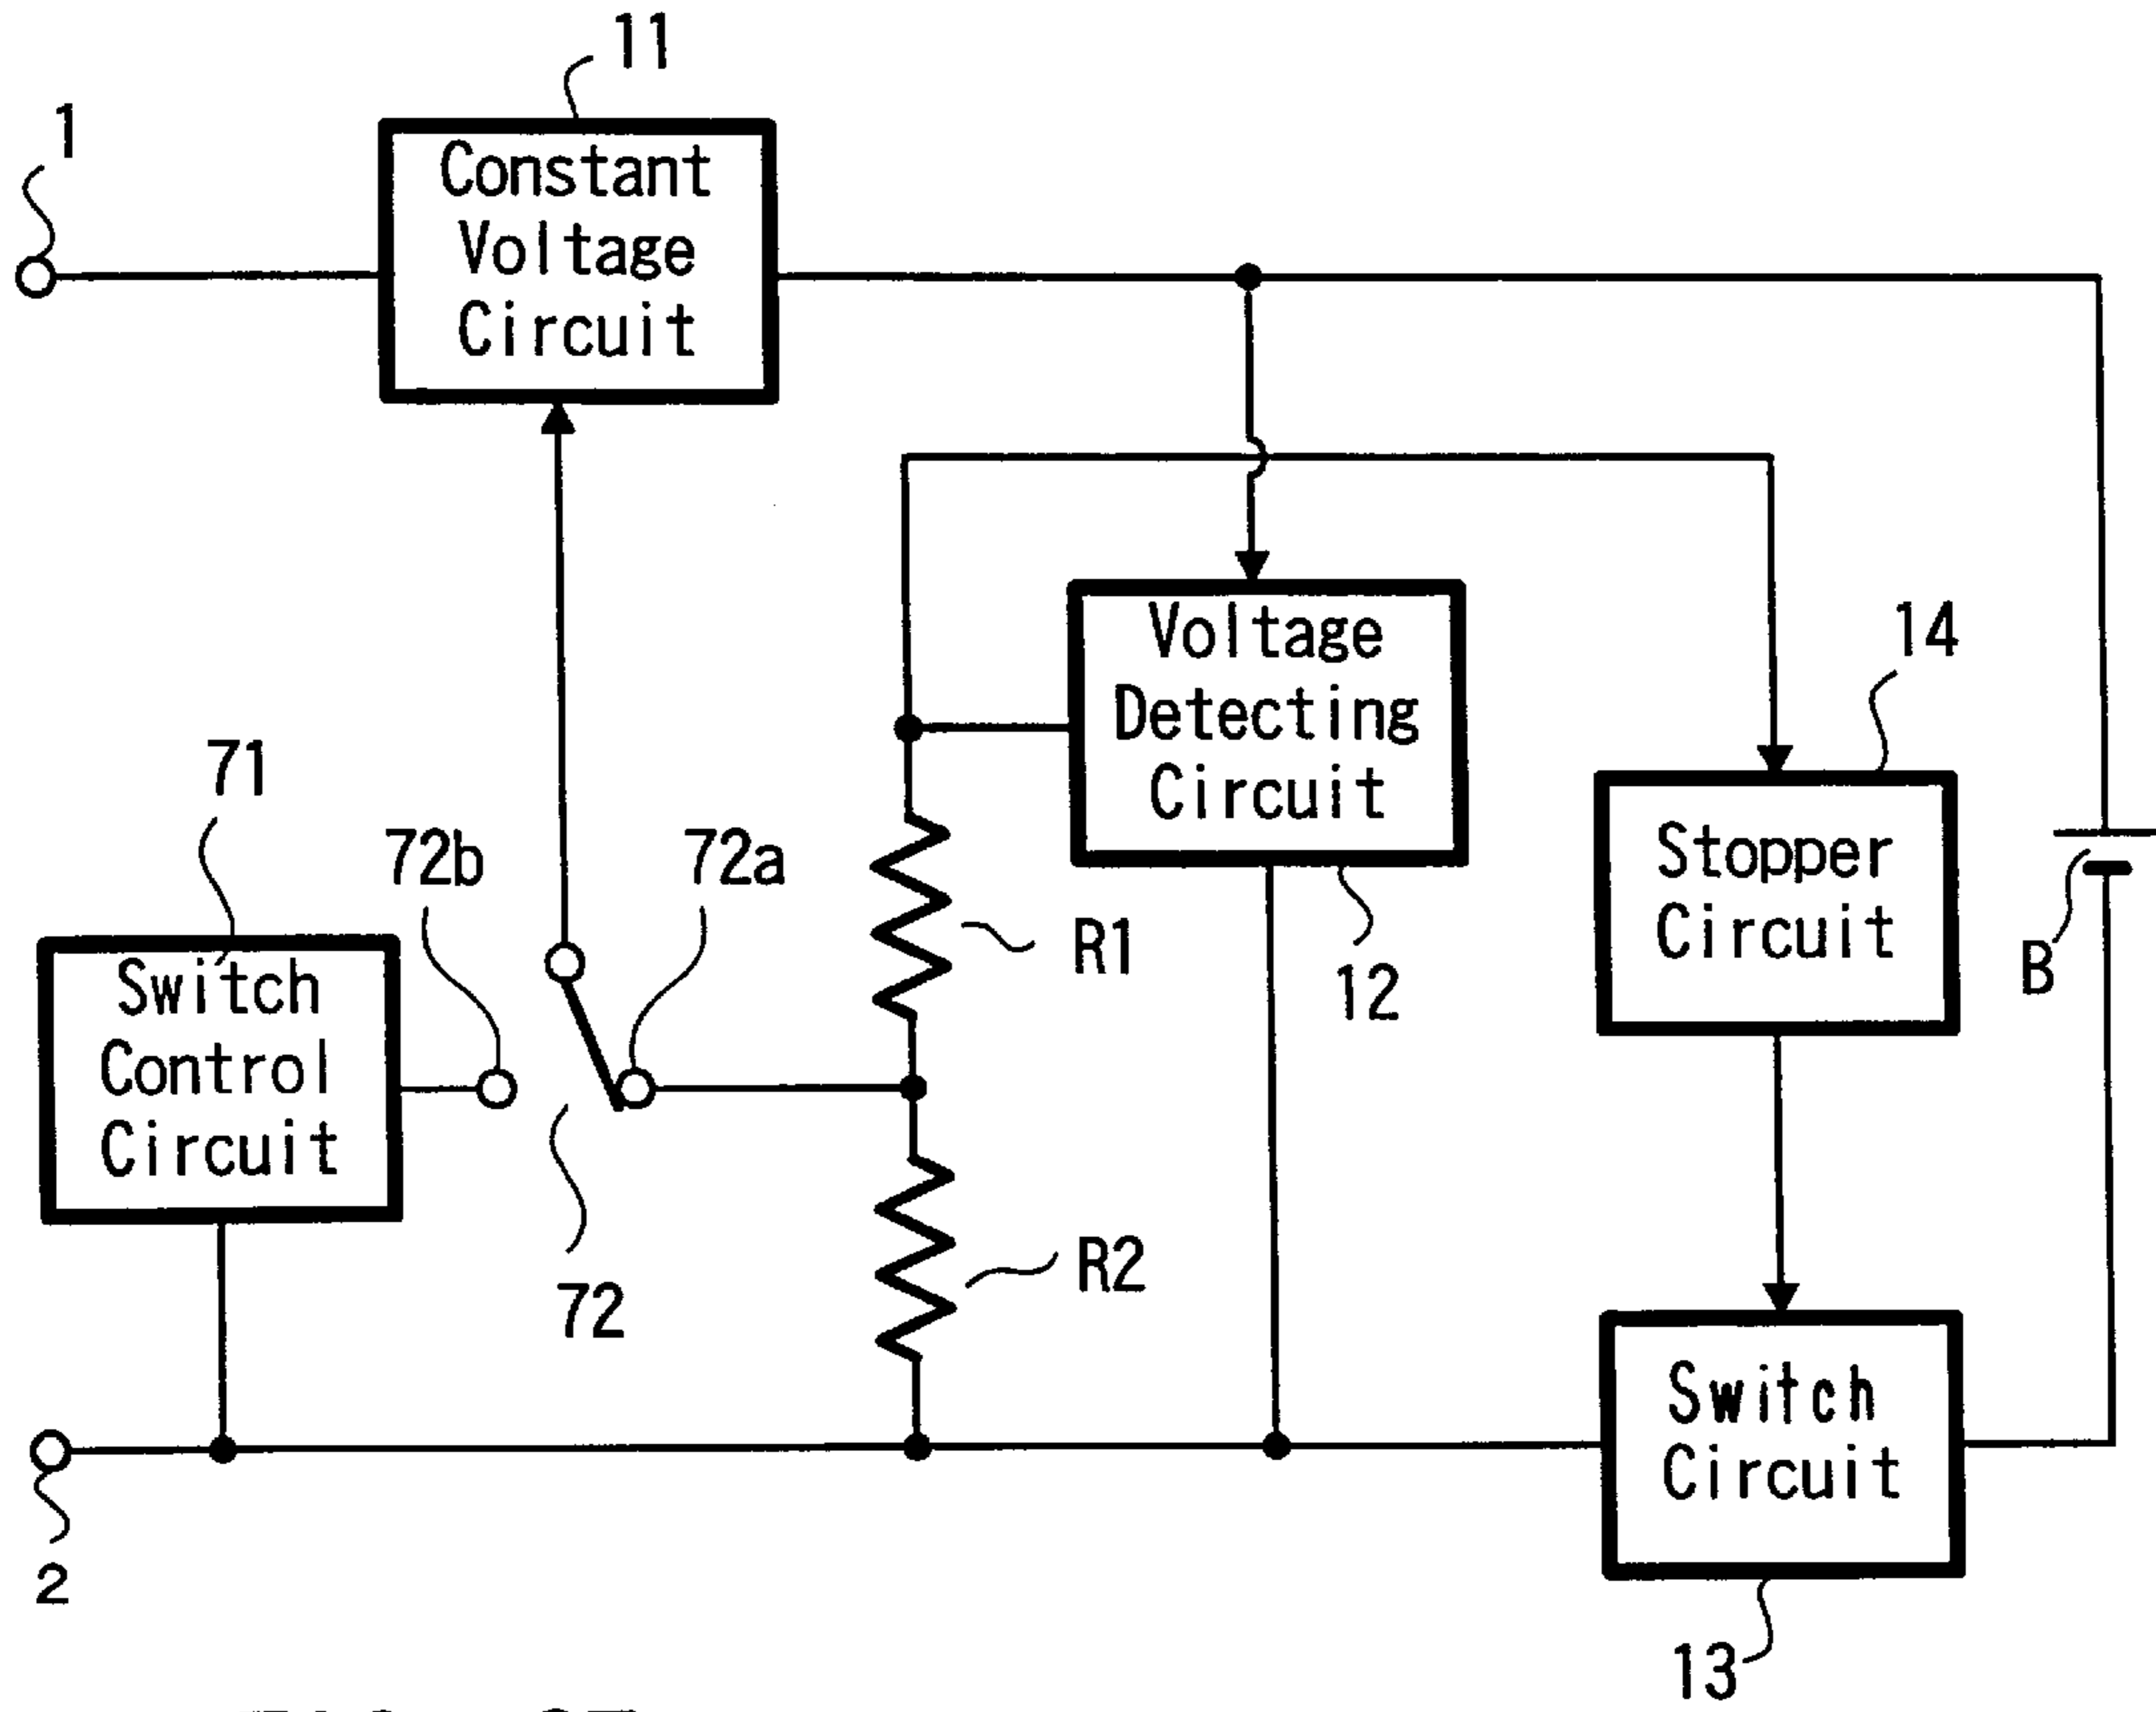 11
1
Constant
Voltage
Circuit
Voltage
Detecting
Circuit
14
71
72b
72a
Stopper
Circuit
Switch
Control
Circuit
R1
12
B
72
R2
Switch
Circuit
2
13